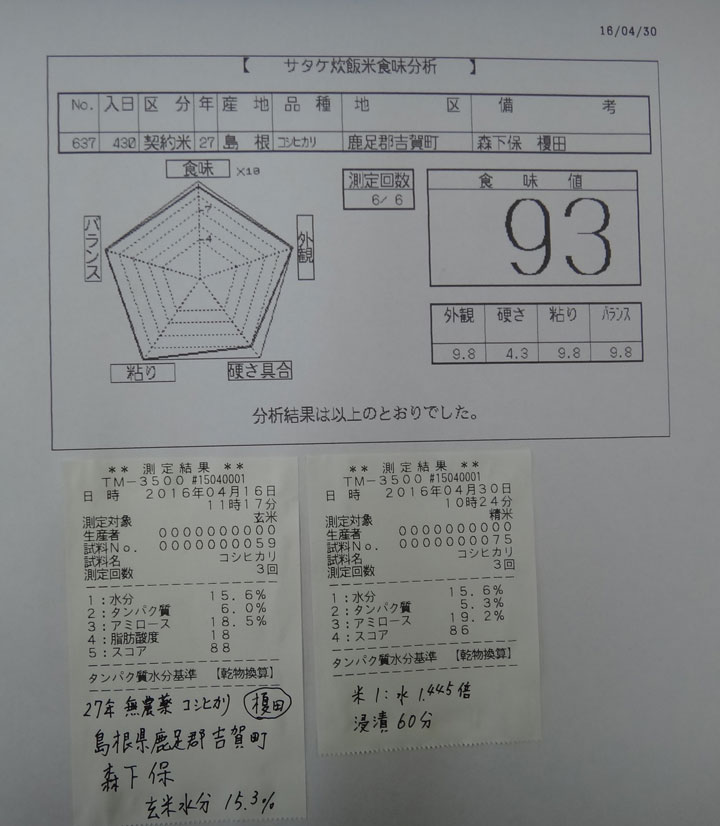 16/04/30
【 サタケ炊飯米食味分析 】
No. 入日 区分 年 産地 品種 地区 備考
637 430 契約米 27 島根 コシヒカリ 鹿足郡吉賀町 森下保 榎田
食味 ×10
7
4
バランス
外観
粘り
硬さ具合
測定回数
6/ 6
食味値
93
外観 硬さ 粘り バランス
9.8 4.3 9.8 9.8
分析結果は以上のとおりでした。
** 測定結果 **
TM-3500 #15040001
日時 2016年04月16日
11時17分
測定対象 玄米
生産者 0000000000
試料No. 0000000059
試料名 コシヒカリ
測定回数 3回
1:水分 15.6%
2:タンパク質 6.0%
3:アミロース 18.5%
4:脂肪酸度 18
5:スコア 88
タンパク質水分基準 【乾物換算】
27年 無農薬 コシヒカリ 榎田
島根県鹿足郡吉賀町
森下保
玄米水分 15.3%
** 測定結果 **
TM-3500 #15040001
日時 2016年04月30日
10時24分
測定対象 精米
生産者 0000000000
試料No. 0000000075
試料名 コシヒカリ
測定回数 3回
1:水分 15.6%
2:タンパク質 5.3%
3:アミロース 19.2%
4:スコア 86
タンパク質水分基準 【乾物換算】
米1:水1.445倍
浸漬60分